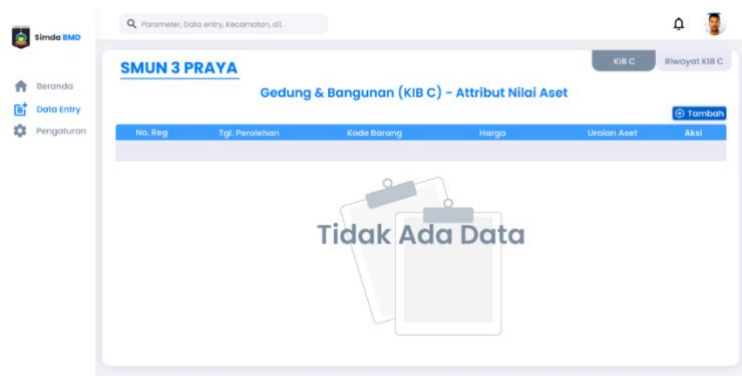 Simda BMD
Parameter, Data entry, Kecamatan, dll.
Beranda
Data Entry
Pengaturan
SMUN 3 PRAYA
KIB C
Riwayat KIB C
Gedung & Bangunan (KIB C) - Attribut Nilai Aset
Tambah
No. Reg Tgl. Perolehan Kode Barang Harga Uraian Aset Aksi
Tidak Ada Data